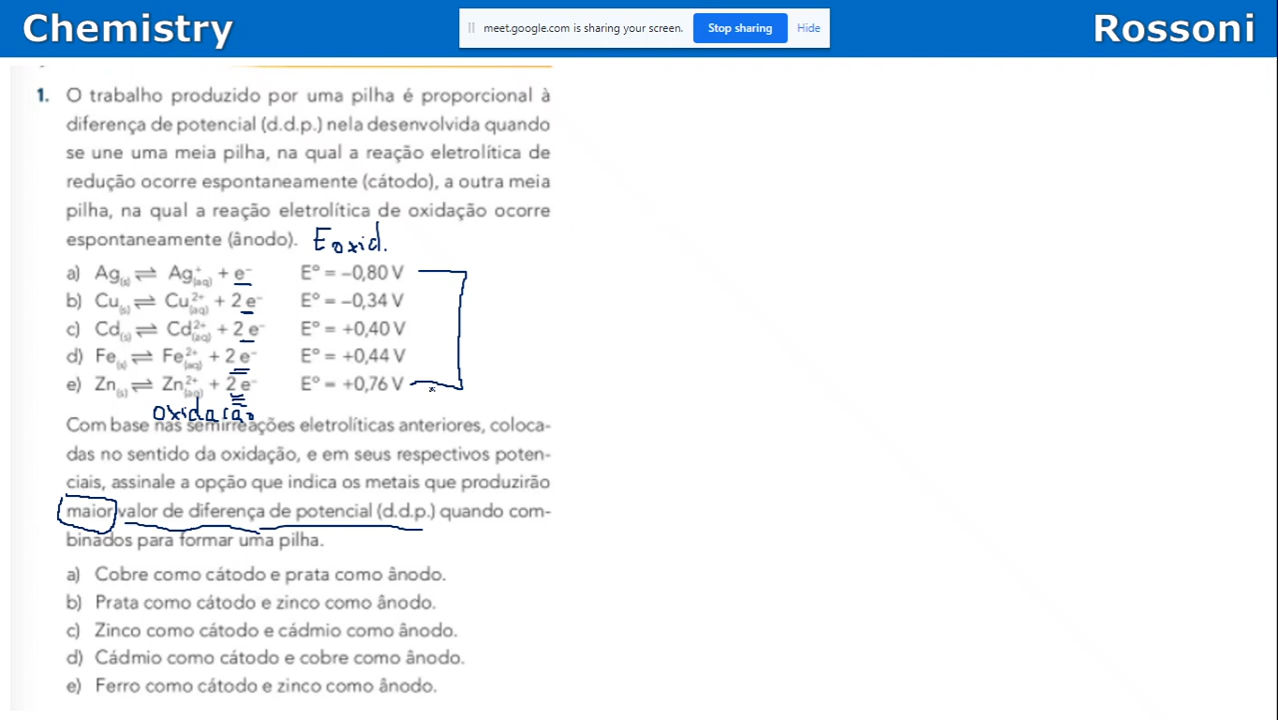 Chemistry
meet.google.com is sharing your screen. Stop sharing Hide
Rossoni
1. O trabalho produzido por uma pilha é proporcional à
diferença de potencial (d.d.p.) nela desenvolvida quando
se une uma meia pilha, na qual a reação eletrolítica de
redução ocorre espontaneamente (cátodo), a outra meia
pilha, na qual a reação eletrolítica de oxidação ocorre
espontaneamente (ânodo). Eoxid.
a) Ag(s) ⇌ Ag⁺(aq) + e⁻ E° = −0,80 V
b) Cu(s) ⇌ Cu²⁺(aq) + 2 e⁻ E° = −0,34 V
c) Cd(s) ⇌ Cd²⁺(aq) + 2 e⁻ E° = +0,40 V
d) Fe(s) ⇌ Fe²⁺(aq) + 2 e⁻ E° = +0,44 V
e) Zn(s) ⇌ Zn²⁺(aq) + 2 e⁻ E° = +0,76 V
oxidação
Com base nas semirreações eletrolíticas anteriores, coloca-
das no sentido da oxidação, e em seus respectivos poten-
ciais, assinale a opção que indica os metais que produzirão
maior valor de diferença de potencial (d.d.p.) quando com-
binados para formar uma pilha.
a) Cobre como cátodo e prata como ânodo.
b) Prata como cátodo e zinco como ânodo.
c) Zinco como cátodo e cádmio como ânodo.
d) Cádmio como cátodo e cobre como ânodo.
e) Ferro como cátodo e zinco como ânodo.